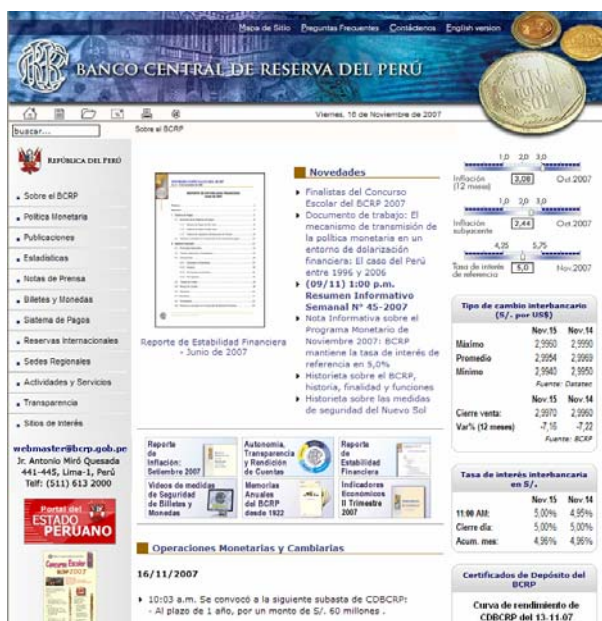 Mapa de Sitio Preguntas Frecuentes Contáctenos English version
BANCO CENTRAL DE RESERVA DEL PERÚ
UN NUEVO SOL
Viernes, 16 de Noviembre de 2007
buscar...
Sobre el BCRP
REPÚBLICA DEL PERÚ
Sobre el BCRP
Política Monetaria
Publicaciones
Estadísticas
Notas de Prensa
Billetes y Monedas
Sistema de Pagos
Reservas Internacionales
Sedes Regionales
Actividades y Servicios
Transparencia
Sitios de Interés
webmaster@bcrp.gob.pe
Jr. Antonio Miró Quesada
441-445, Lima-1, Perú
Telf: (511) 613 2000
Portal del
ESTADO
PERUANO
Concurso Escolar
BCRP 2007
Reporte de Estabilidad Financiera
- Junio de 2007
Novedades
Finalistas del Concurso
Escolar del BCRP 2007
Documento de trabajo: El
mecanismo de transmisión de
la política monetaria en un
entorno de dolarización
financiera: El caso del Perú
entre 1996 y 2006
(09/11) 1:00 p.m.
Resumen Informativo
Semanal N° 45-2007
Nota Informativa sobre el
Programa Monetario de
Noviembre 2007: BCRP
mantiene la tasa de interés de
referencia en 5,0%
Historieta sobre el BCRP,
historia, finalidad y funciones
Historieta sobre las medidas
de seguridad del Nuevo Sol
Reporte
de
Inflación:
Setiembre 2007
Autonomía,
Transparencia
y Rendición
de Cuentas
Reporte
de
Estabilidad
Financiera
Videos de medidas
de Seguridad
de Billetes y
Monedas
Memorias
Anuales
del BCRP
desde 1922
Indicadores
Económicos
II Trimestre
2007
Operaciones Monetarias y Cambiarias
16/11/2007
10:03 a.m. Se convocó a la siguiente subasta de CDBCRP:
- Al plazo de 1 año, por un monto de S/. 60 millones .
1,0 2,0 3,0
Inflación
(12 meses) 3,08 Oct.2007
1,0 2,0 3,0
Inflación
subyacente 2,44 Oct.2007
4,25 5,75
Tasa de interés
de referencia 5,0 Nov.2007
Tipo de cambio interbancario
(S/. por US$)
Nov.15 Nov.14
Máximo 2,9960 2,9990
Promedio 2,9954 2,9969
Mínimo 2,9940 2,9950
Fuente: Datatec
Nov.15 Nov.14
Cierre venta: 2,9970 2,9960
Var% (12 meses) -7,16 -7,22
Fuente: BCRP
Tasa de interés interbancaria
en S/.
Nov.15 Nov.14
11:00 AM: 5,00% 4,95%
Cierre día: 5,00% 5,00%
Acum. mes: 4,96% 4,96%
Certificados de Depósito del
BCRP
Curva de rendimiento de
CDBCRP del 13-11-07